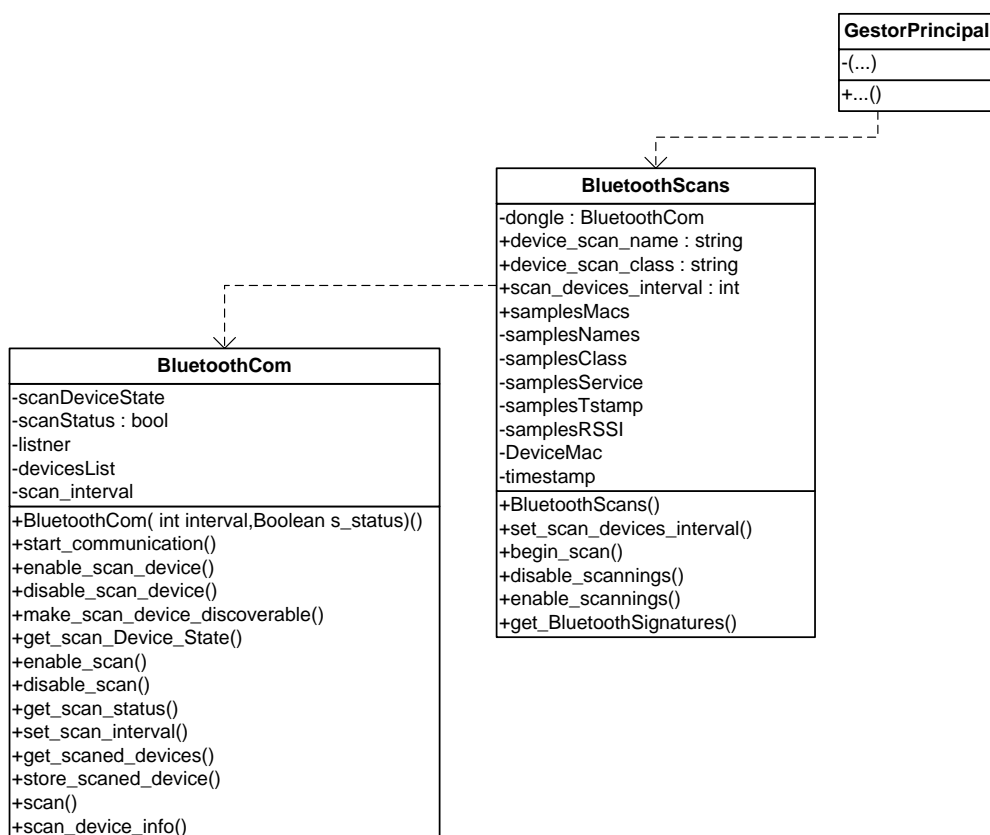 GestorPrincipal
-(...)
+...()
BluetoothScans
-dongle : BluetoothCom
+device_scan_name : string
+device_scan_class : string
+scan_devices_interval : int
+samplesMacs
-samplesNames
-samplesClass
-samplesService
-samplesTstamp
-samplesRSSI
-DeviceMac
-timestamp
+BluetoothScans()
+set_scan_devices_interval()
+begin_scan()
+disable_scannings()
+enable_scannings()
+get_BluetoothSignatures()
BluetoothCom
-scanDeviceState
-scanStatus : bool
-listner
-devicesList
-scan_interval
+BluetoothCom( int interval,Boolean s_status)()
+start_communication()
+enable_scan_device()
+disable_scan_device()
+make_scan_device_discoverable()
+get_scan_Device_State()
+enable_scan()
+disable_scan()
+get_scan_status()
+set_scan_interval()
+get_scaned_devices()
+store_scaned_device()
+scan()
+scan_device_info()